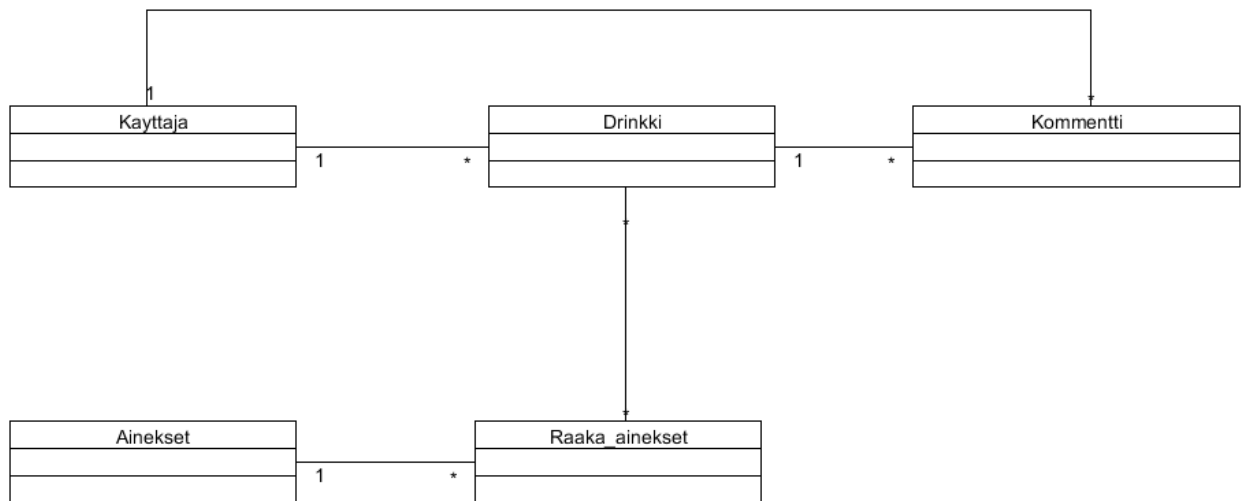 1
*
Kayttaja
Drinkki
Kommentti
1
*
1
*
*
*
Ainekset
Raaka_ainekset
1
*